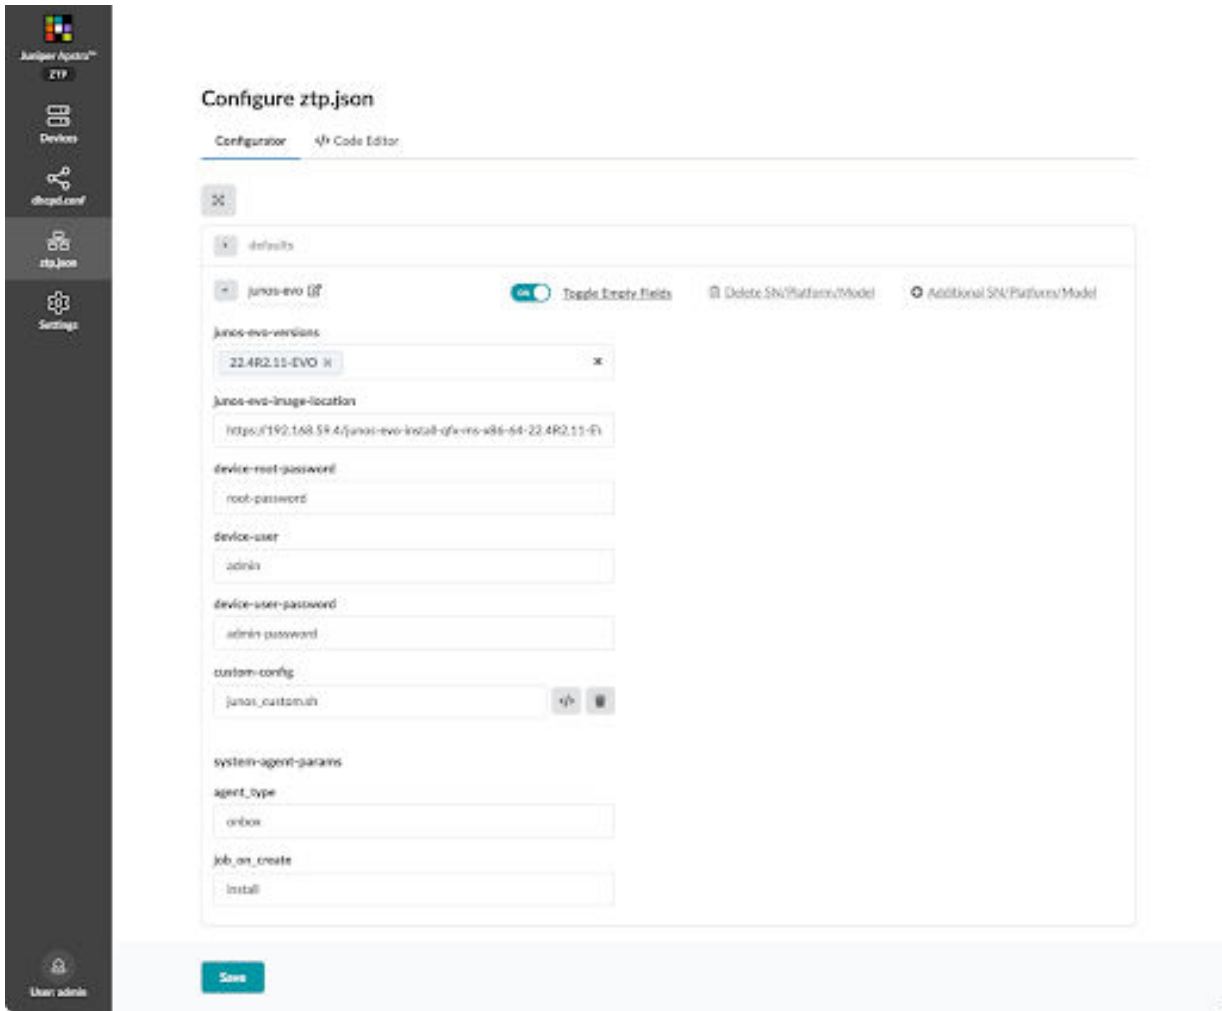 Juniper Apstra™
ZTP
Devices
dhcpd.conf
ztp.json
Settings
User: admin
Configure ztp.json
Configurator
</> Code Editor
defaults
junos-evo
ON
Toggle Empty Fields
Delete SN/Platform/Model
Additional SN/Platform/Model
junos-evo-versions
22.4R2.11-EVO
junos-evo-image-location
https://192.168.59.4/junos-evo-install-qfx-ms-x86-64-22.4R2.11-EV
device-root-password
root-password
device-user
admin
device-user-password
admin-password
custom-config
junos_custom.sh
</>
system-agent-params
agent_type
onbox
job_on_create
install
Save